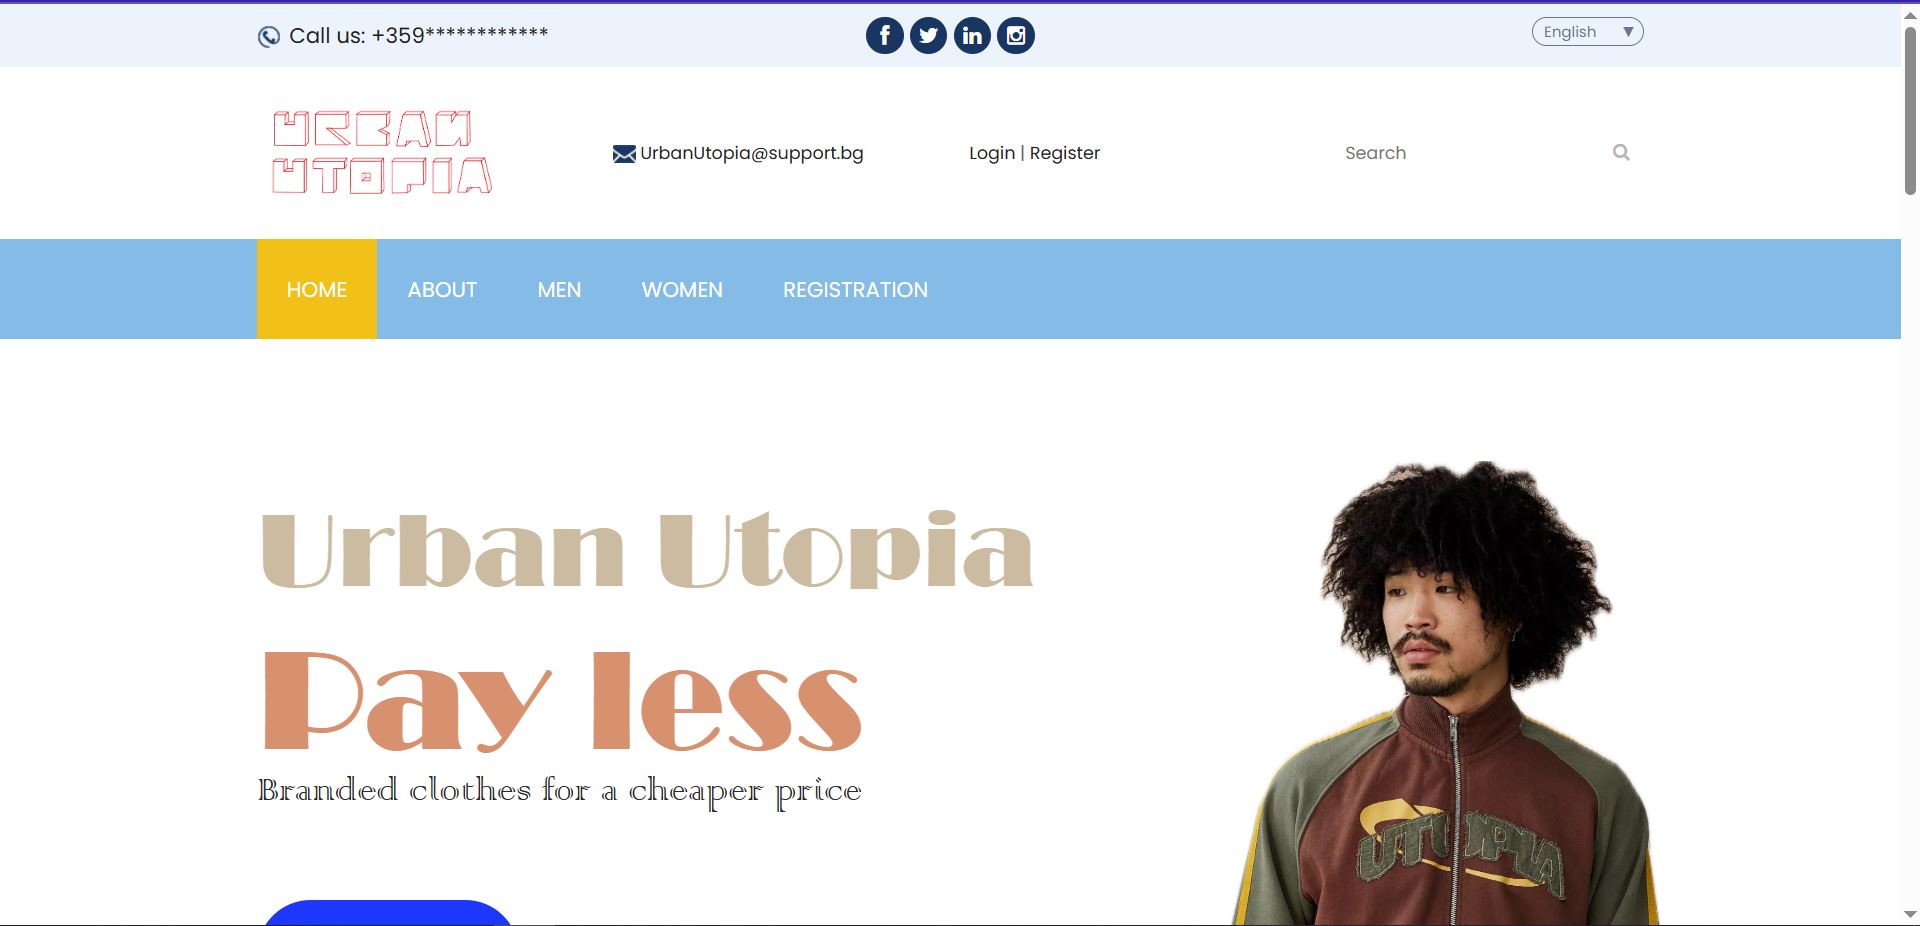 Call us: +359************
English ▼
URBAN
UTOPIA
UrbanUtopia@support.bg
Login | Register
Search
HOME ABOUT MEN WOMEN REGISTRATION
Urban Utopia
Pay less
Branded clothes for a cheaper price
UTOPIA